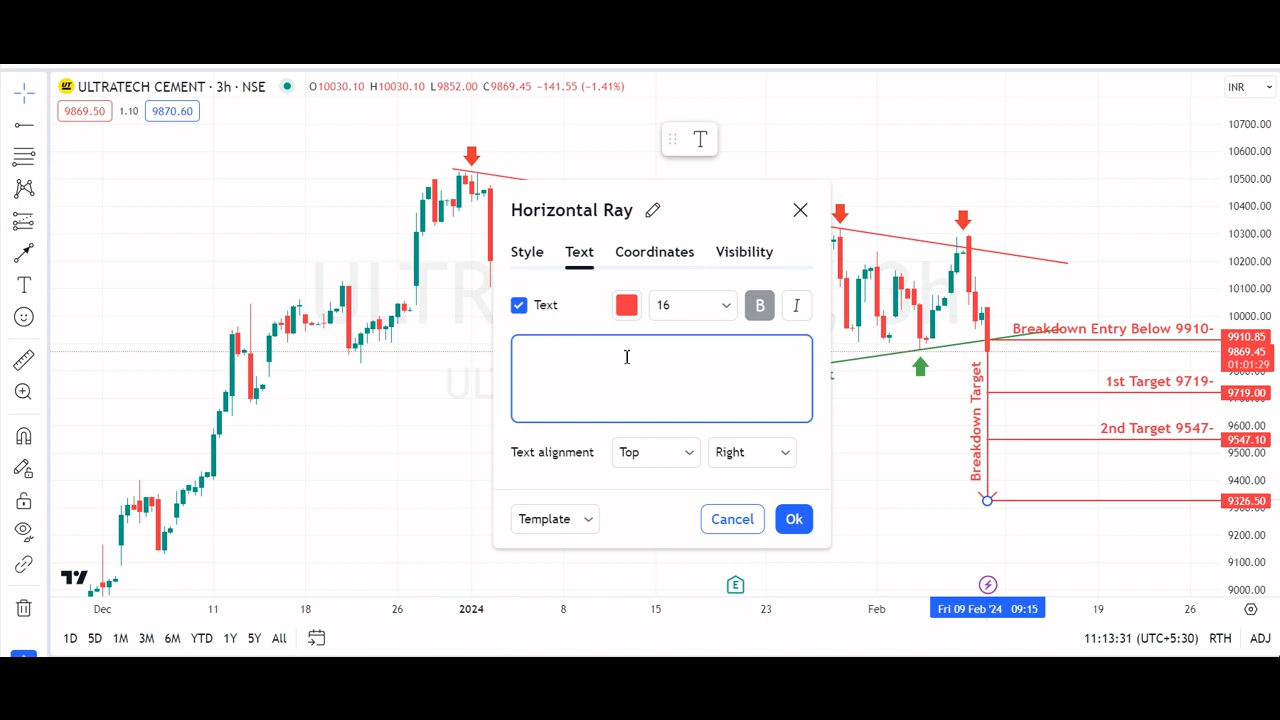 ULTRATECH CEMENT · 3h · NSE
O10030.10 H10030.10 L9852.00 C9869.45 −141.55 (−1.41%)
INR
9869.50 1.10 9870.60
T
10700.00
10600.00
10500.00
10400.00
10300.00
10200.00
10100.00
10000.00
9910.85
9869.45
01:01:29
9719.00
9600.00
9547.10
9500.00
9400.00
9326.50
9200.00
9100.00
9000.00
Horizontal Ray
Style Text Coordinates Visibility
Text 16 B I
Text alignment Top Right
Template Cancel Ok
Breakdown Entry Below 9910-
1st Target 9719-
2nd Target 9547-
Breakdown Target
E
Dec 11 18 26 2024 8 15 23 Feb Fri 09 Feb '24 09:15 19 26
1D 5D 1M 3M 6M YTD 1Y 5Y All
11:13:31 (UTC+5:30) RTH ADJ